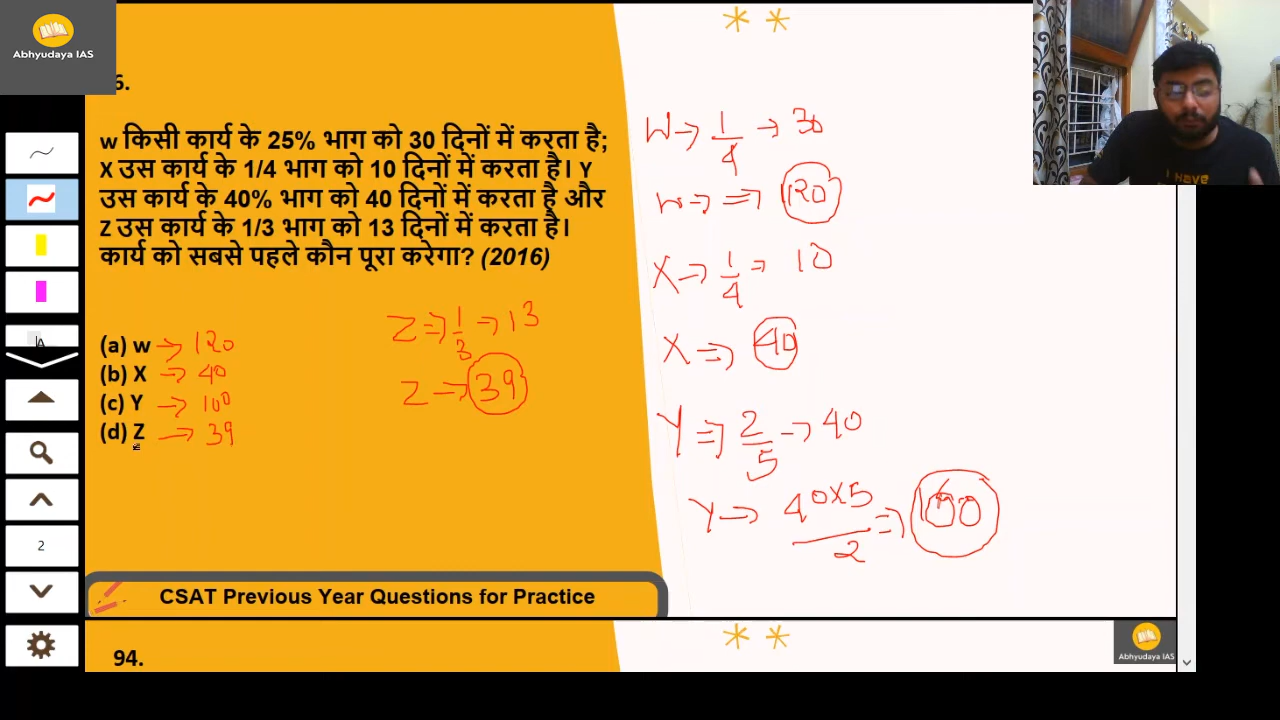 Abhyudaya IAS
6.
w किसी कार्य के 25% भाग को 30 दिनों में करता है;
X उस कार्य के 1/4 भाग को 10 दिनों में करता है। Y
उस कार्य के 40% भाग को 40 दिनों में करता है और
Z उस कार्य के 1/3 भाग को 13 दिनों में करता है।
कार्य को सबसे पहले कौन पूरा करेगा? (2016)
(a) w → 120
(b) X → 40
(c) Y → 100
(d) Z → 39
Z ⇒ 1/3 → 13
Z → 39
W → 1/4 → 30
W → ⇒ 120
X → 1/4 ⇒ 10
X ⇒ 40
Y ⇒ 2/5 → 40
Y → 40×5/2 ⇒ 100
2
CSAT Previous Year Questions for Practice
94.
Abhyudaya IAS